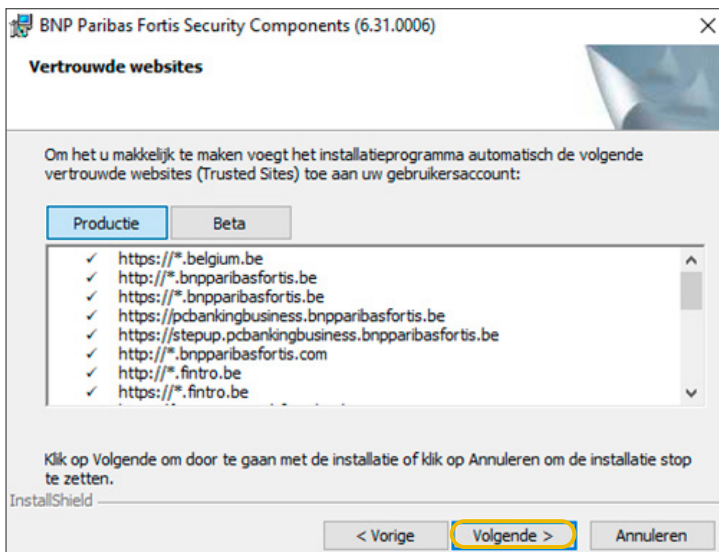 BNP Paribas Fortis Security Components (6.31.0006)
Vertrouwde websites
Om het u makkelijk te maken voegt het installatieprogramma automatisch de volgende
vertrouwde websites (Trusted Sites) toe aan uw gebruikersaccount:
Productie Beta
✓ https://*.belgium.be
✓ http://*.bnpparibasfortis.be
✓ https://*.bnpparibasfortis.be
✓ https://pcbankingbusiness.bnpparibasfortis.be
✓ https://stepup.pcbankingbusiness.bnpparibasfortis.be
✓ http://*.bnpparibasfortis.com
✓ http://*.fintro.be
✓ https://*.fintro.be
Klik op Volgende om door te gaan met de installatie of klik op Annuleren om de installatie stop
te zetten.
InstallShield
< Vorige Volgende > Annuleren